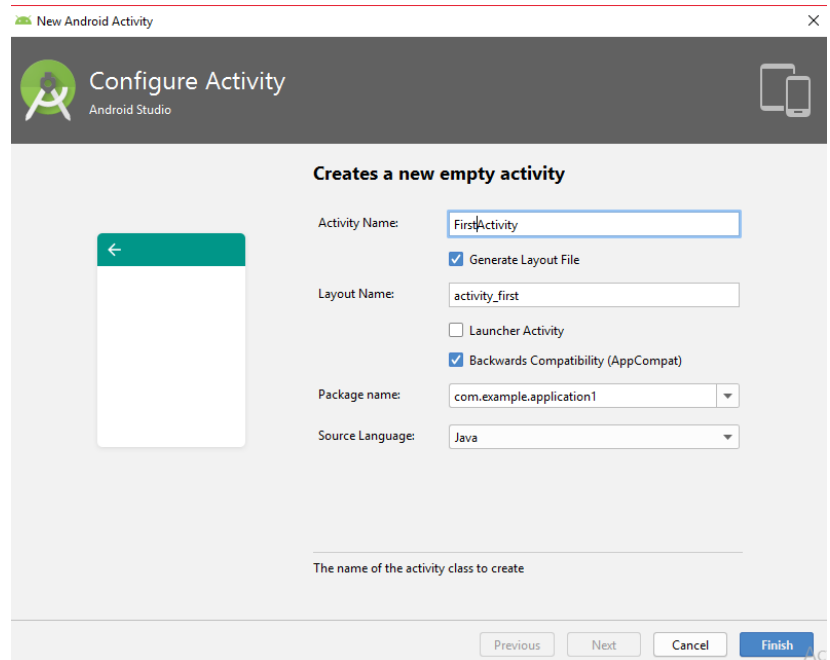 New Android Activity
Configure Activity
Android Studio
Creates a new empty activity
Activity Name:
FirstActivity
Generate Layout File
Layout Name:
activity_first
Launcher Activity
Backwards Compatibility (AppCompat)
Package name:
com.example.application1
Source Language:
Java
The name of the activity class to create
Previous
Next
Cancel
Finish
Ac